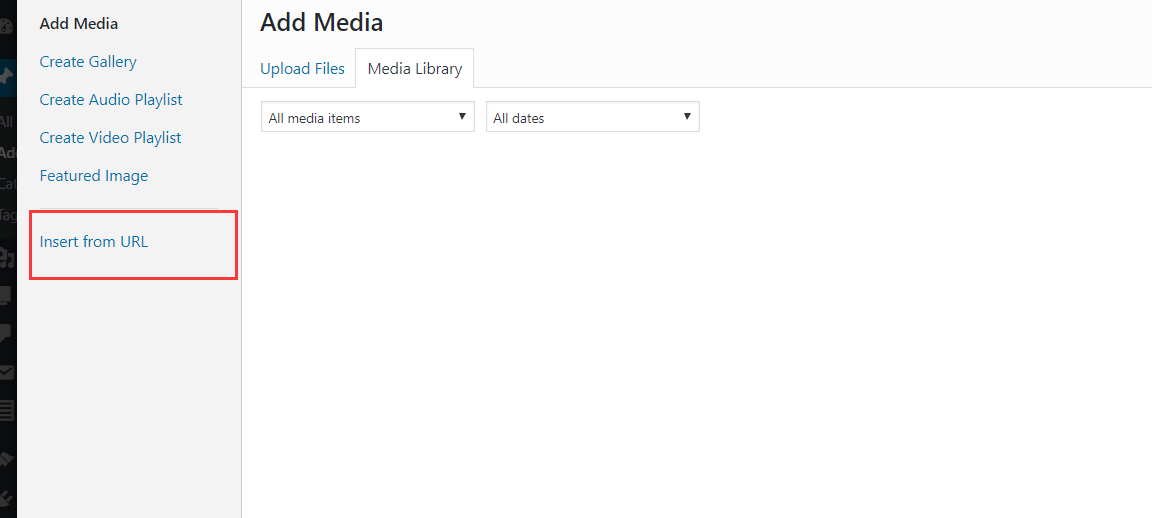 Add Media
Create Gallery
Create Audio Playlist
Create Video Playlist
Featured Image
Insert from URL
Add Media
Upload Files
Media Library
All media items
All dates
All